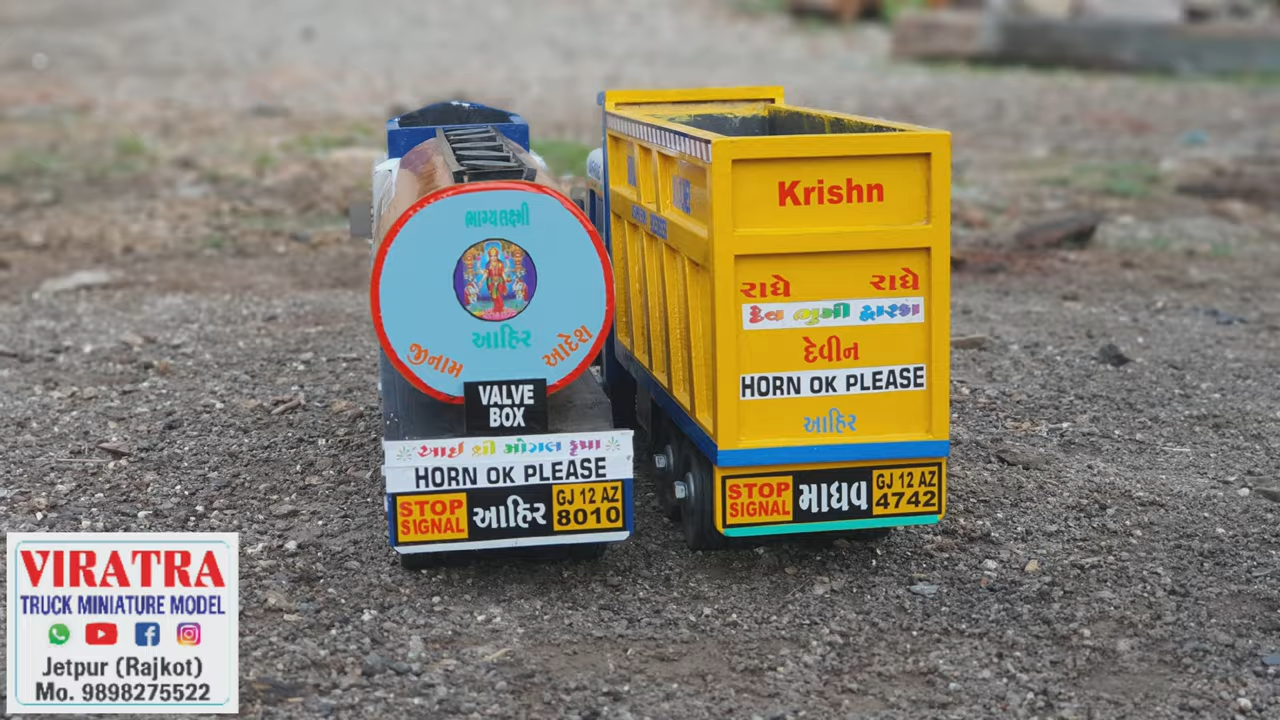 ભાગ્યલક્ષ્મી
આહિર
જીનામ
આદેશ
VALVE
BOX
આઈ શ્રી મોગલ કૃપા
HORN OK PLEASE
STOP
SIGNAL
આહિર
GJ 12 AZ
8010
Krishn
રાધે રાધે
દેવ ભુમી દ્વારકા
દેવીન
HORN OK PLEASE
આહિર
STOP
SIGNAL
માધવ
GJ 12 AZ
4742
VIRATRA
TRUCK MINIATURE MODEL
Jetpur (Rajkot)
Mo. 9898275522